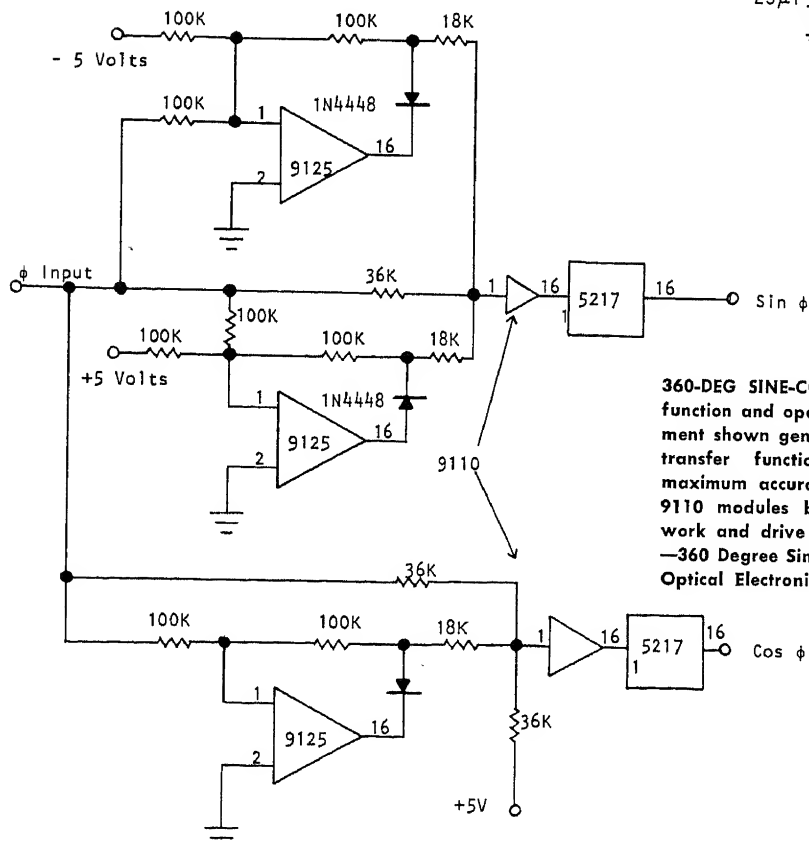 100K
100K
18K
- 5 Volts
100K
1N4448
1
16
9125
2
φ Input
36K
1
16
5217
1
16
Sin φ
100K
100K
100K
18K
+5 Volts
1
1N4448
16
9125
2
9110
360-DEG SINE-CO
function and ope
ment shown gen
transfer functio
maximum accura
9110 modules b
work and drive
—360 Degree Sin
Optical Electroni
36K
100K
100K
18K
1
16
5217
1
16
Cos φ
1
16
9125
2
36K
+5V